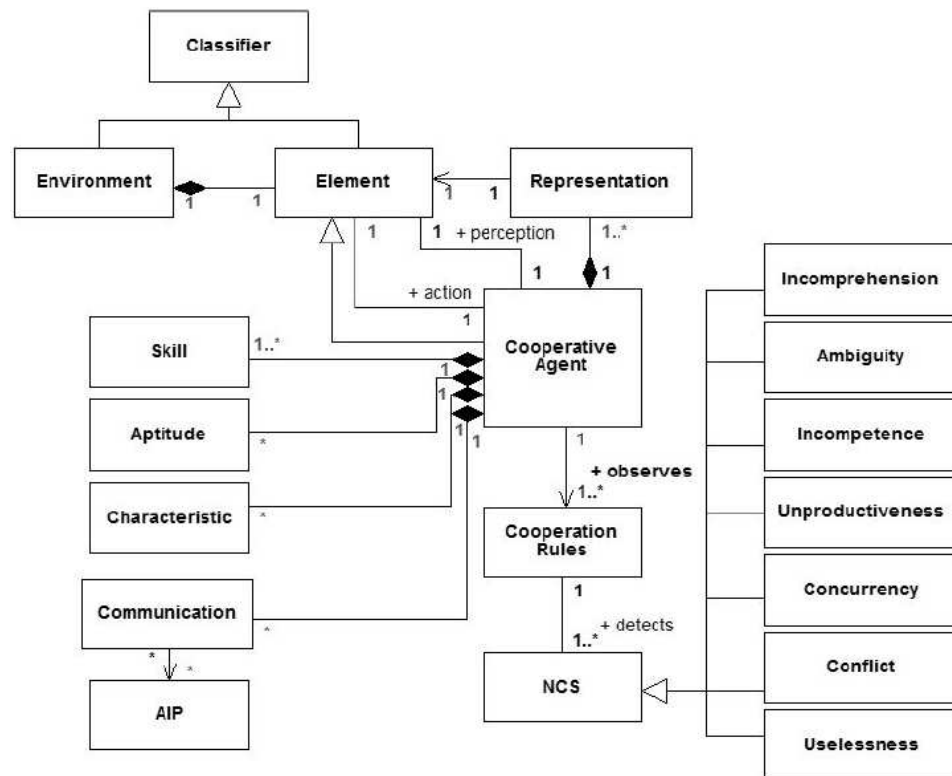 Classifier
Environment
Element
Representation
1
1
1
1
1
1
+ perception
1..*
1
1
+ action
1
Incomprehension
Skill
1..*
1
Cooperative
Agent
Ambiguity
Aptitude
*
1
1
1
1
+ observes
1..*
Incompetence
Characteristic
*
Cooperation
Rules
Unproductiveness
Communication
*
1
Concurrency
*
*
+ detects
1..*
AIP
NCS
Conflict
Uselessness